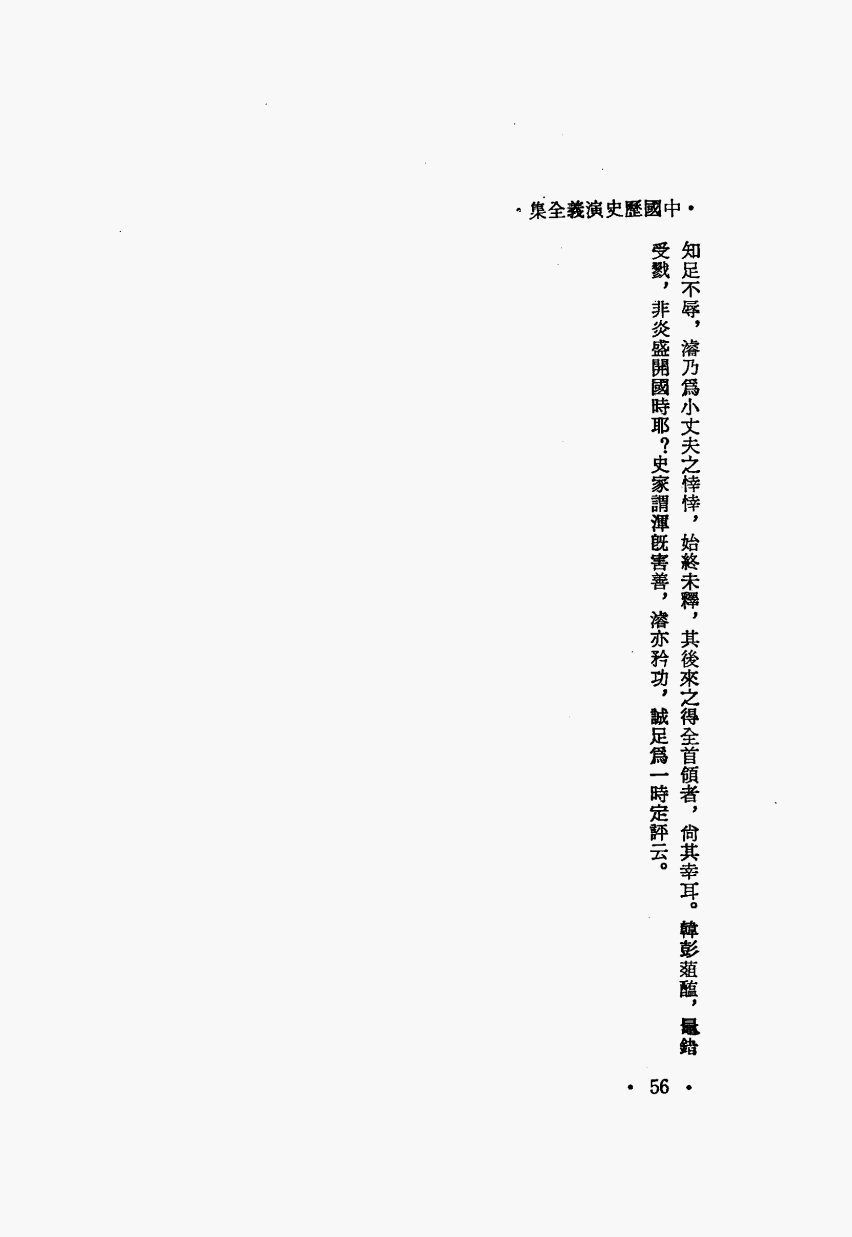 ·中國歷史演義全集·
知足不辱，濬乃爲小丈夫之悻悻，始終未釋，其後來之得全首領者，尙其幸耳。韓彭葅醢，鼂錯
受戮，非炎盛開國時耶？史家謂渾旣害善，濬亦矜功，誠足爲一時定評云。
· 56 ·